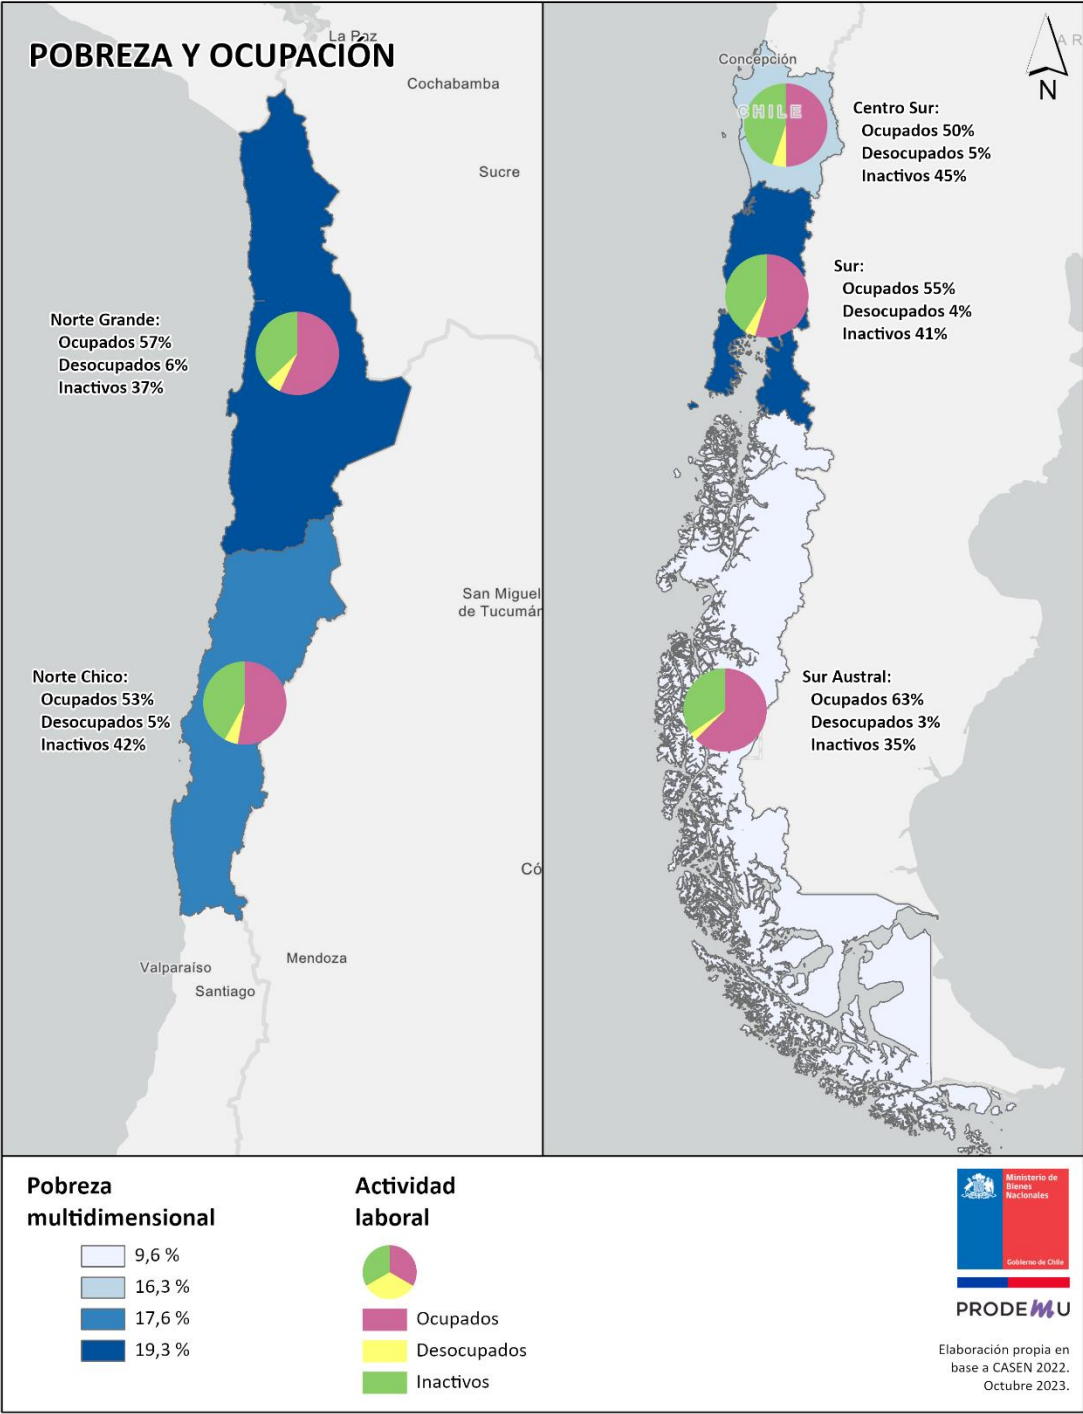 POBREZA Y OCUPACIÓN
La Paz
Cochabamba
Sucre
Norte Grande:
Ocupados 57%
Desocupados 6%
Inactivos 37%
San Miguel
de Tucumán
Norte Chico:
Ocupados 53%
Desocupados 5%
Inactivos 42%
Có
Valparaíso
Mendoza
Santiago
A R
N
Concepción
CHILE
Centro Sur:
Ocupados 50%
Desocupados 5%
Inactivos 45%
Sur:
Ocupados 55%
Desocupados 4%
Inactivos 41%
Sur Austral:
Ocupados 63%
Desocupados 3%
Inactivos 35%
Pobreza
multidimensional
9,6 %
16,3 %
17,6 %
19,3 %
Actividad
laboral
Ocupados
Desocupados
Inactivos
Ministerio de
Bienes
Nacionales
Gobierno de Chile
PRODEMU
Elaboración propia en
base a CASEN 2022.
Octubre 2023.